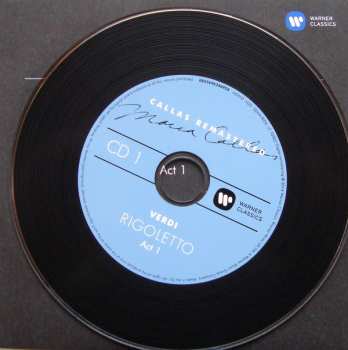 WARNER
CLASSICS
CALLAS REMASTERED
Maria Callas
CD 1
Act 1
WARNER
CLASSICS
VERDI
RIGOLETTO
Act 1